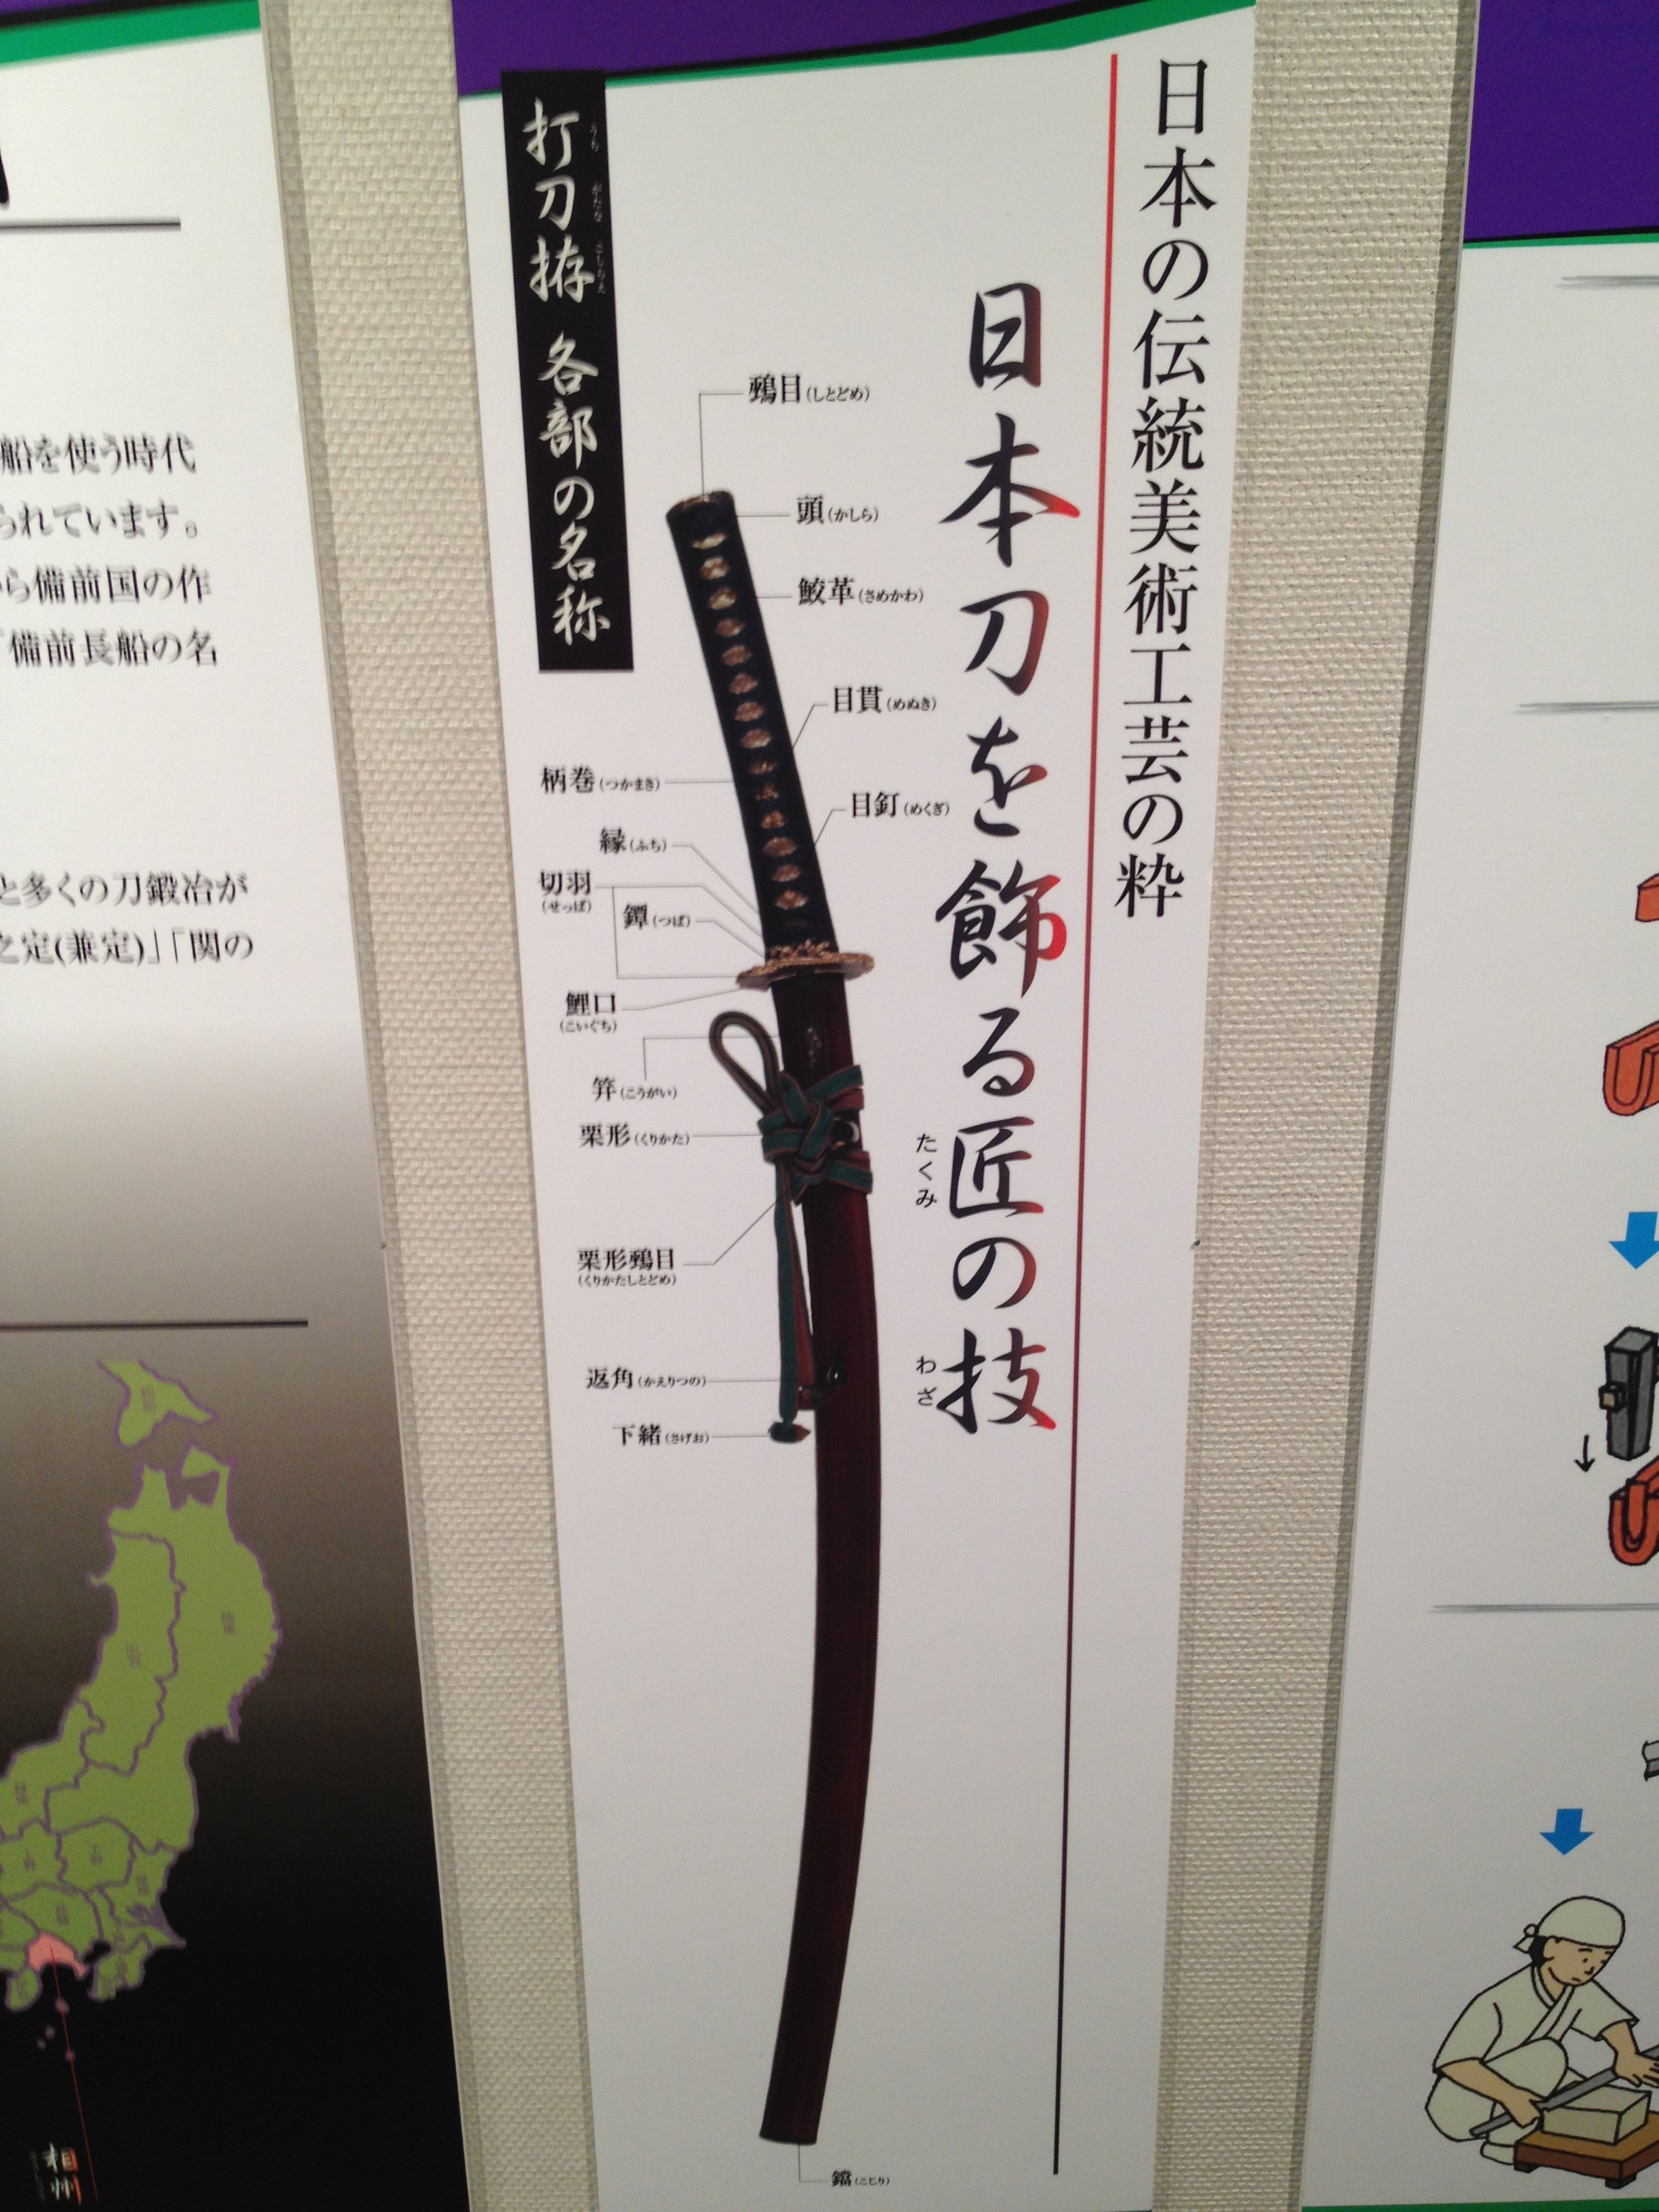 日本の伝統美術工芸の粋
日本刀を飾る匠の技
たくみ
わざ
打刀拵 各部の名称
うち がたな こしらえ
鵐目(しとどめ)
頭(かしら)
鮫革(さめかわ)
目貫(めぬき)
目釘(めくぎ)
柄巻(つかまき)
縁(ふち)
切羽
(せっぱ)
鐔(つば)
鯉口
(こいぐち)
笄(こうがい)
栗形(くりかた)
栗形鵐目
(くりかたしとどめ)
返角(かえりつの)
下緒(さげお)
鐺(こじり)
船を使う時代
られています。
ら備前国の作
「備前長船の名
と多くの刀鍛冶が
之定(兼定)」「関の
相州